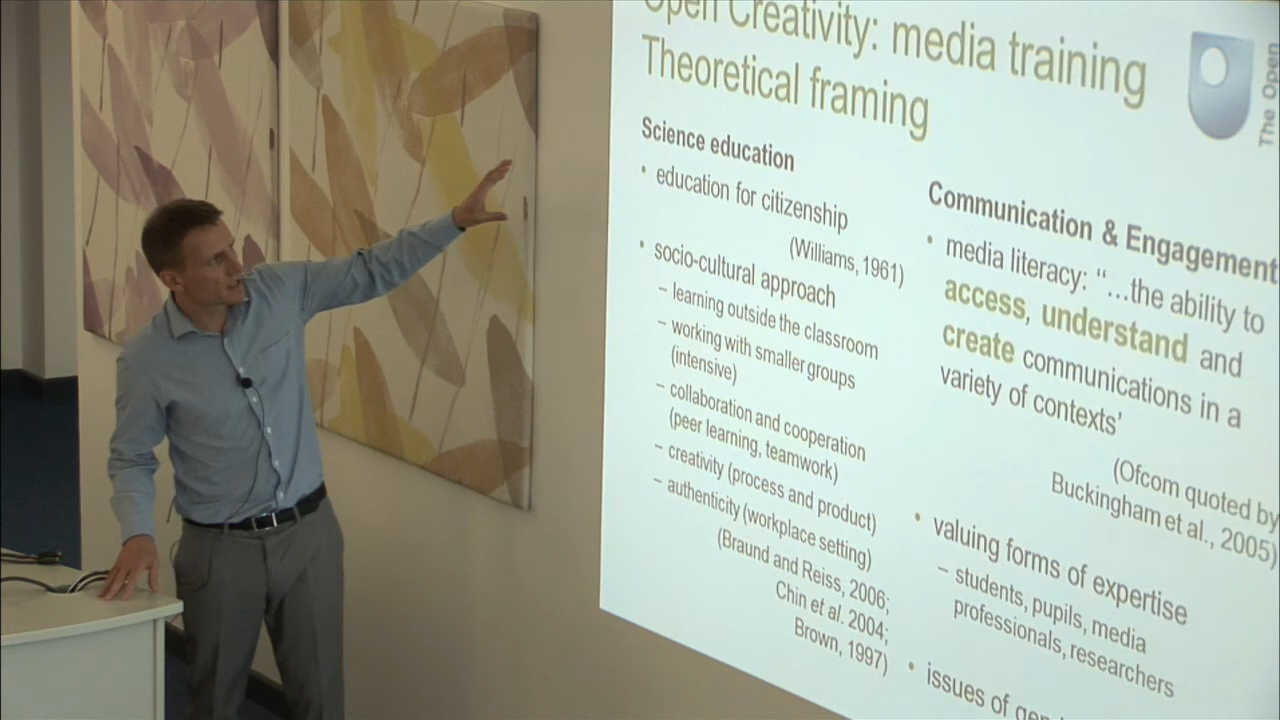 Open Creativity: media training
Theoretical framing
The Open
Science education
• education for citizenship
(Williams, 1961)
• socio-cultural approach
– learning outside the classroom
– working with smaller groups
(intensive)
– collaboration and cooperation
(peer learning, teamwork)
– creativity (process and product)
– authenticity (workplace setting)
(Braund and Reiss, 2006;
Chin et al. 2004;
Brown, 1997)
Communication & Engagement
• media literacy: “…the ability to
access, understand and
create communications in a
variety of contexts’
(Ofcom quoted by
Buckingham et al., 2005)
• valuing forms of expertise
– students, pupils, media
professionals, researchers
• issues of